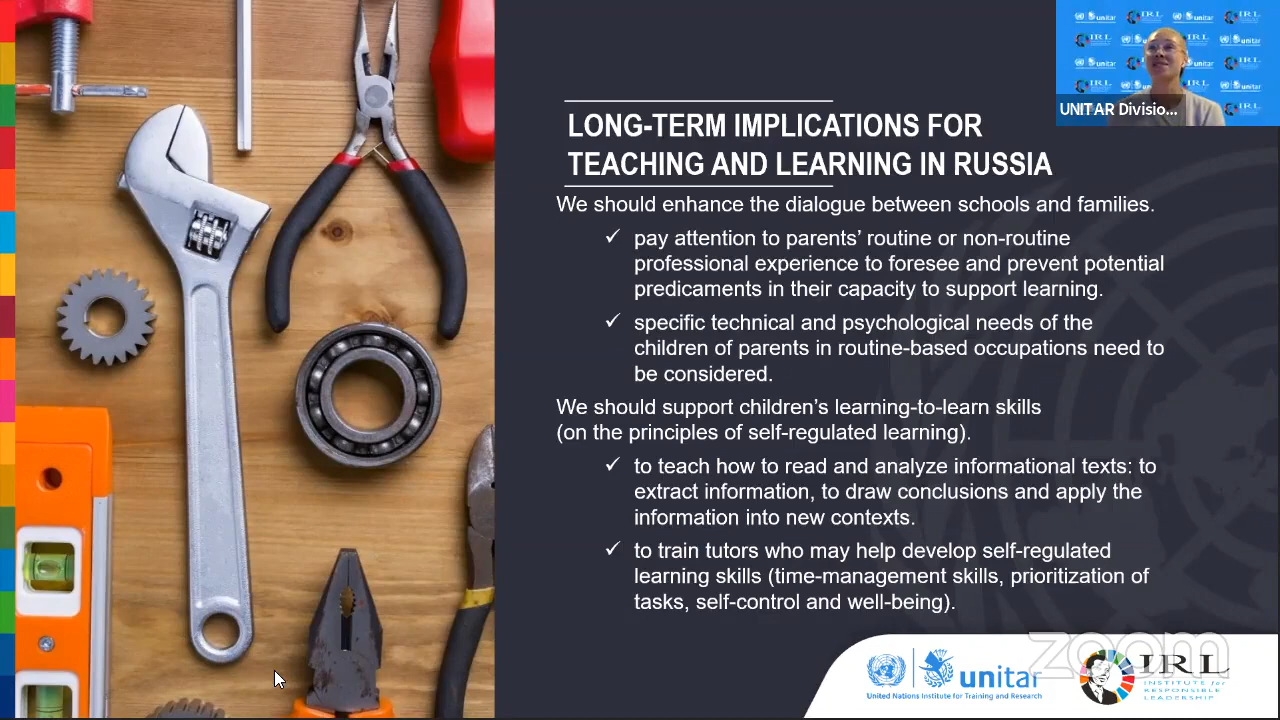 UNITAR Divisio...
LONG-TERM IMPLICATIONS FOR
TEACHING AND LEARNING IN RUSSIA
We should enhance the dialogue between schools and families.
✓ pay attention to parents’ routine or non-routine
professional experience to foresee and prevent potential
predicaments in their capacity to support learning.
✓ specific technical and psychological needs of the
children of parents in routine-based occupations need to
be considered.
We should support children’s learning-to-learn skills
(on the principles of self-regulated learning).
✓ to teach how to read and analyze informational texts: to
extract information, to draw conclusions and apply the
information into new contexts.
✓ to train tutors who may help develop self-regulated
learning skills (time-management skills, prioritization of
tasks, self-control and well-being).
zoom
unitar
United Nations Institute for Training and Research
IRL
INSTITUTE for
RESPONSIBLE
LEADERSHIP